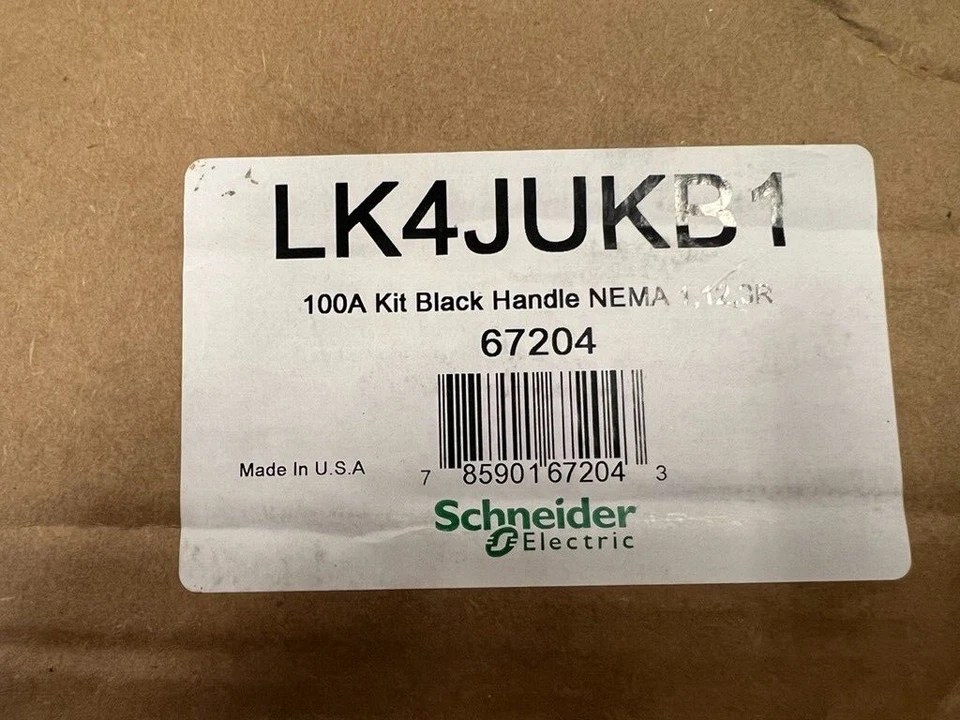 LK4JUKB1
100A Kit Black Handle NEMA 1,12,3R
67204
Made In U.S.A
7 85901 67204 3
Schneider
Electric